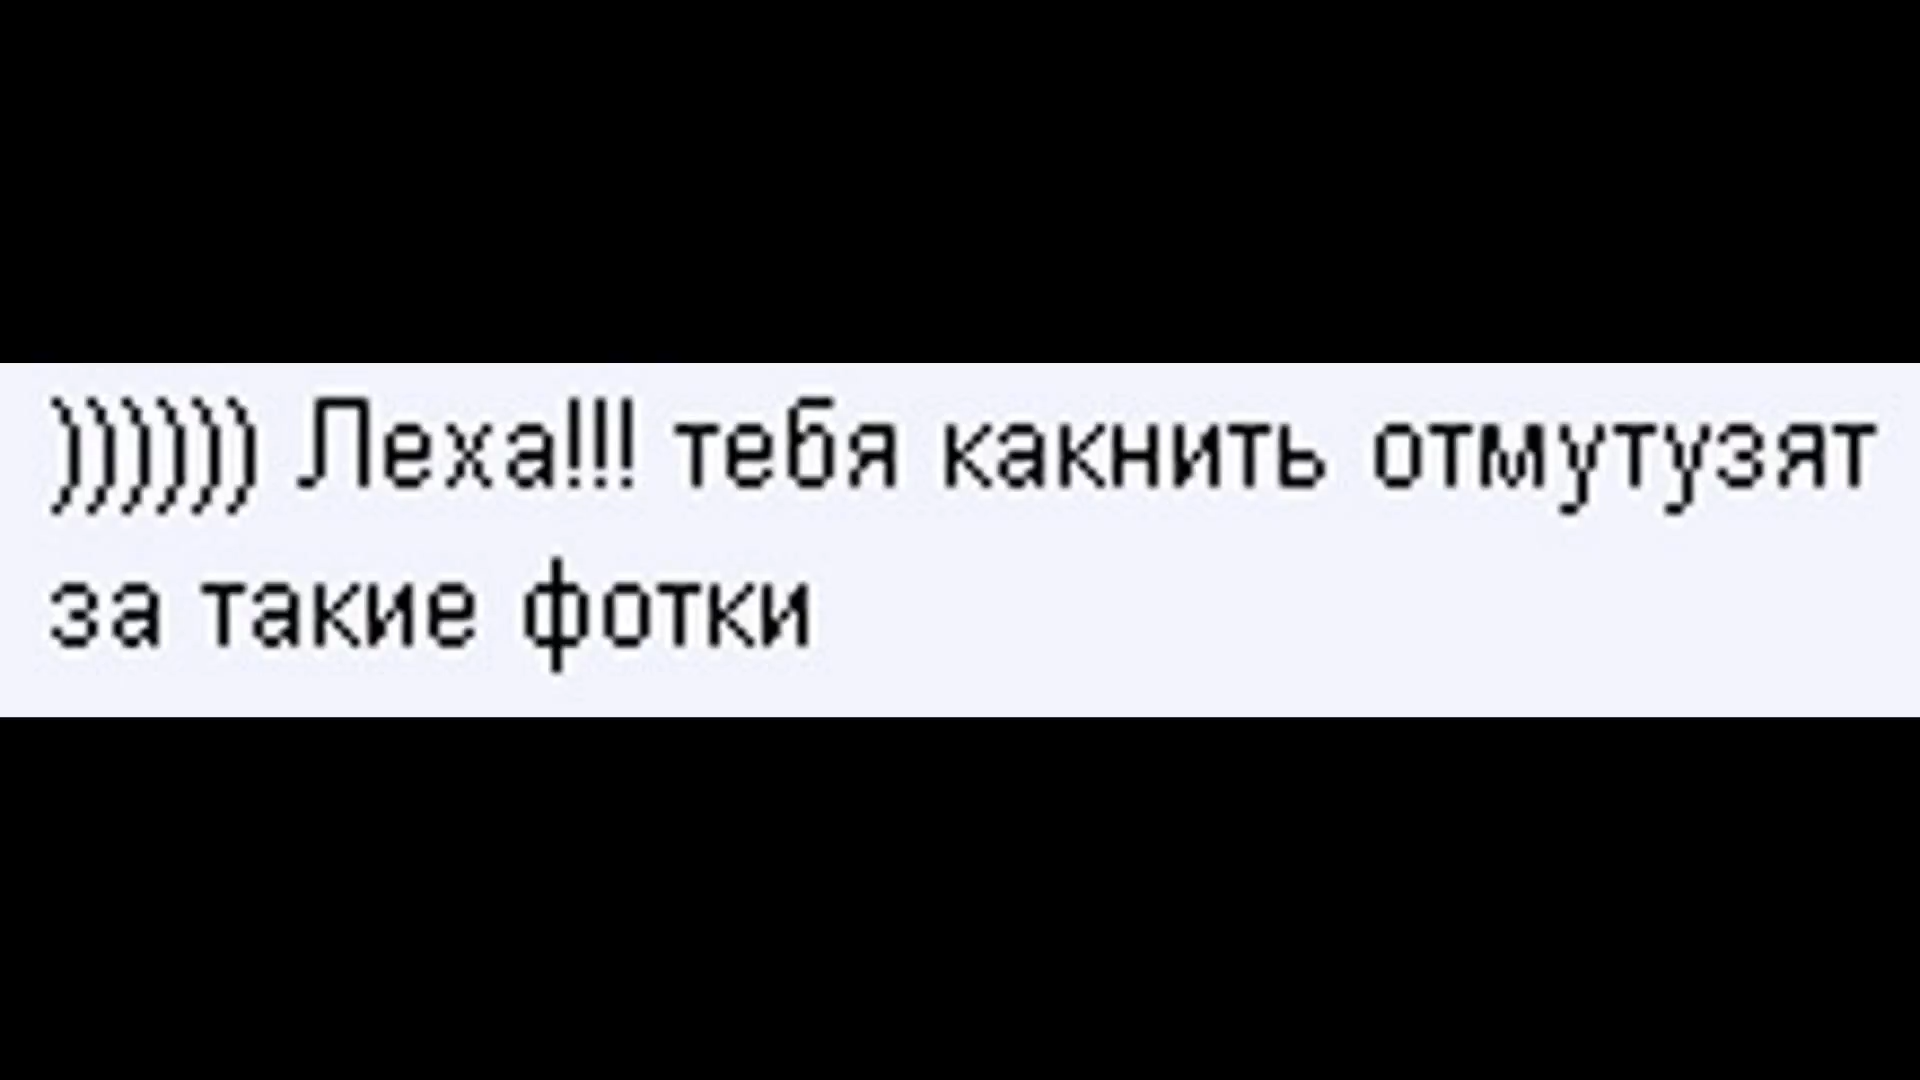 )))))) Леха!!! тебя какнить отмутузят
за такие фотки